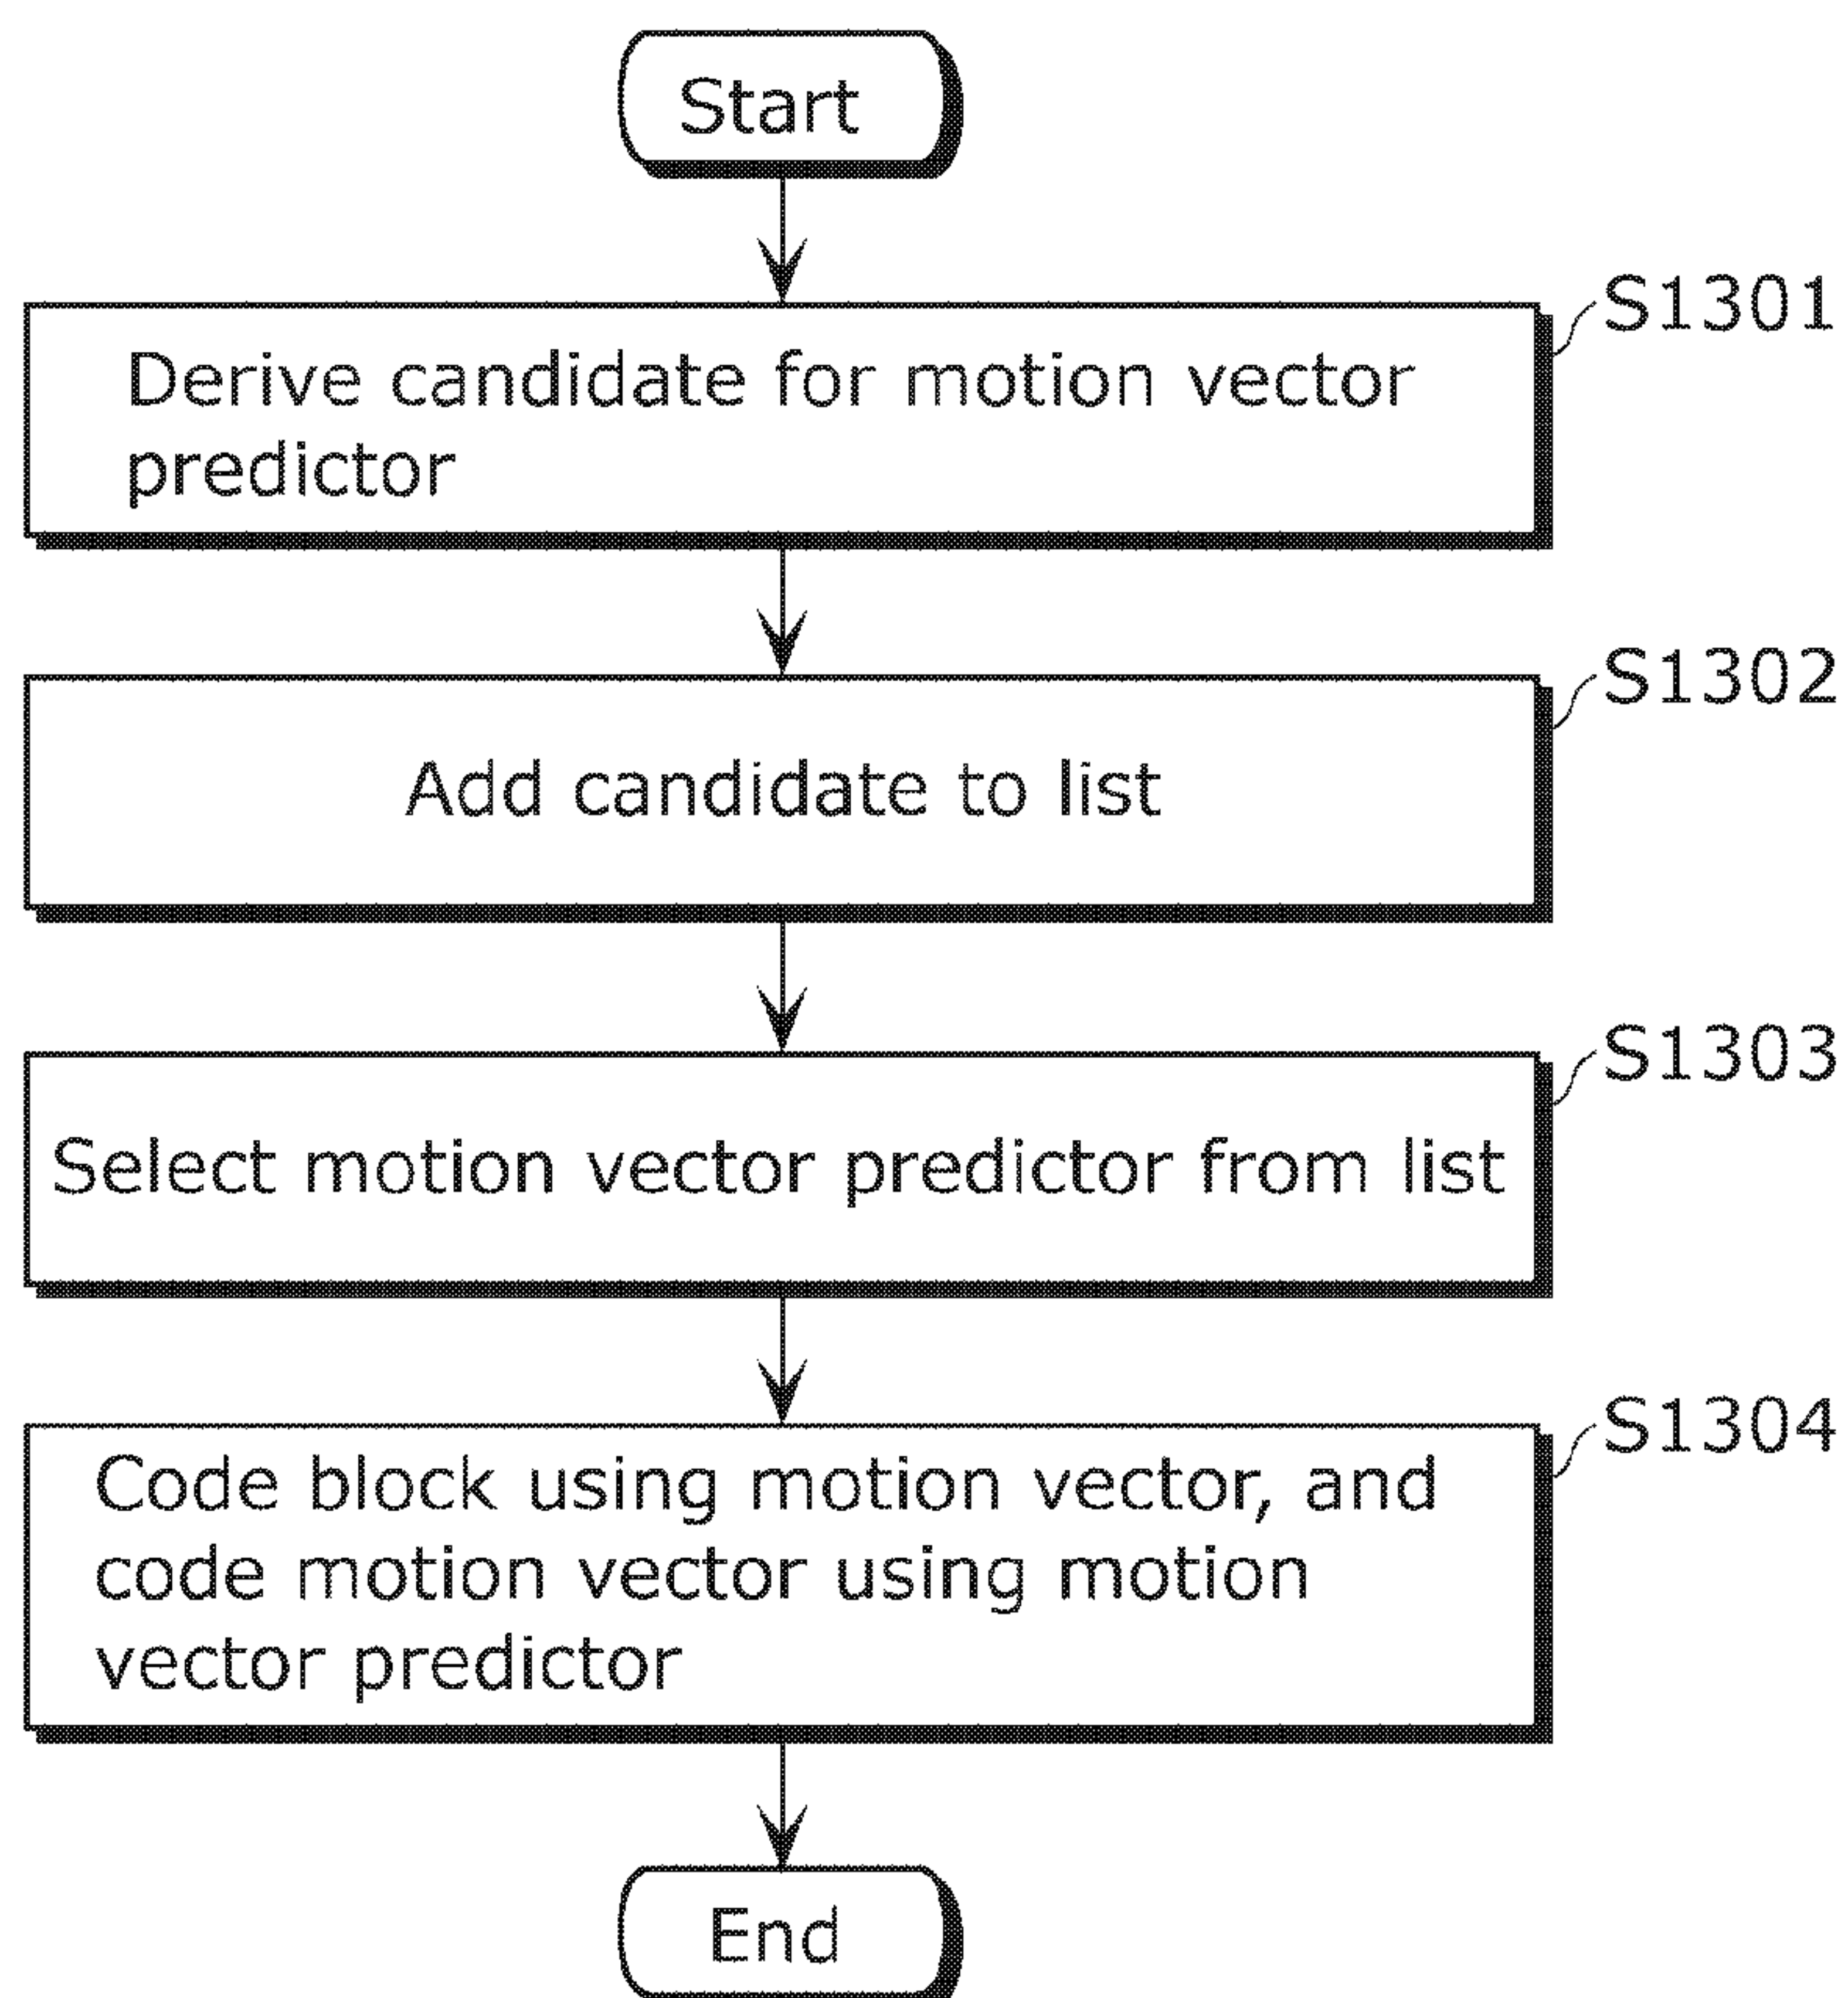 Start
S1301
Derive candidate for motion vector
predictor
S1302
Add candidate to list
S1303
Select motion vector predictor from list
S1304
Code block using motion vector, and
code motion vector using motion
vector predictor
End